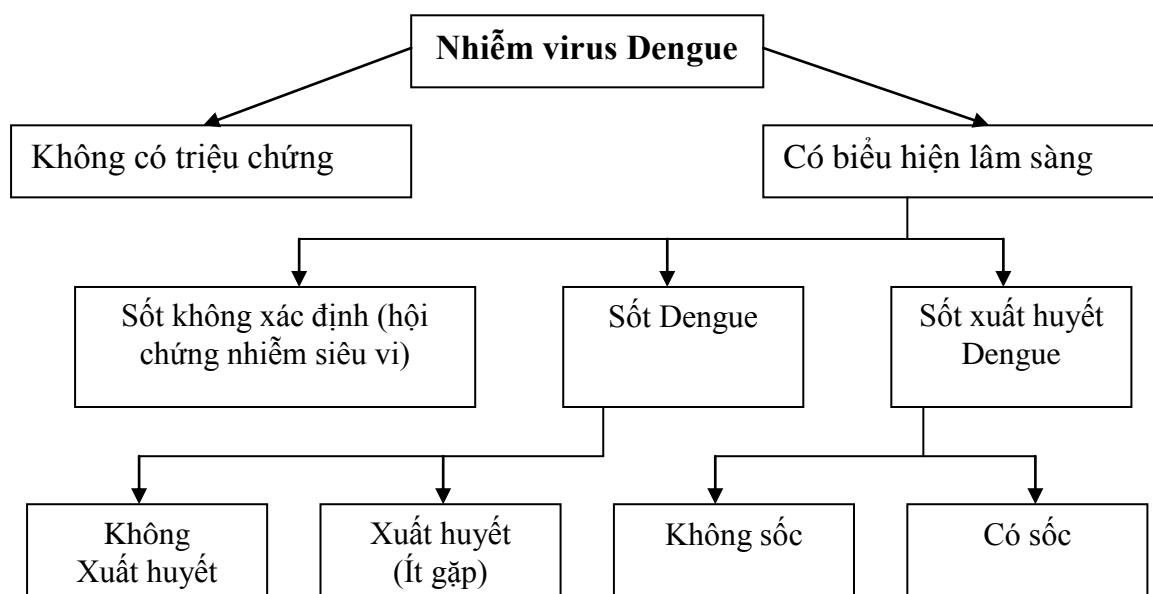 Nhiễm virus Dengue
Không có triệu chứng
Có biểu hiện lâm sàng
Sốt không xác định (hội
chứng nhiễm siêu vi)
Sốt Dengue
Sốt xuất huyết
Dengue
Không
Xuất huyết
Xuất huyết
(Ít gặp)
Không sốc
Có sốc